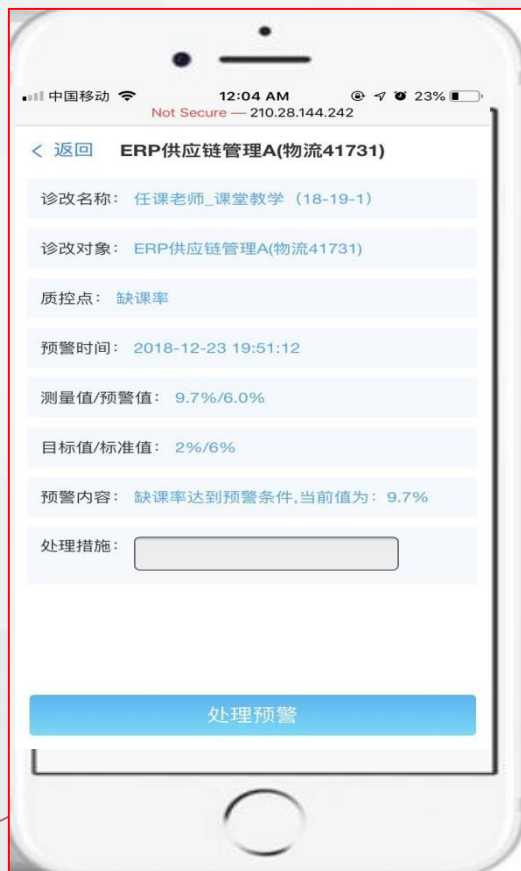 中国移动 12:04 AM 23%
Not Secure — 210.28.144.242
< 返回 ERP供应链管理A(物流41731)
诊改名称： 任课老师_课堂教学（18-19-1）
诊改对象： ERP供应链管理A(物流41731)
质控点： 缺课率
预警时间： 2018-12-23 19:51:12
测量值/预警值： 9.7%/6.0%
目标值/标准值： 2%/6%
预警内容： 缺课率达到预警条件,当前值为：9.7%
处理措施：
处理预警